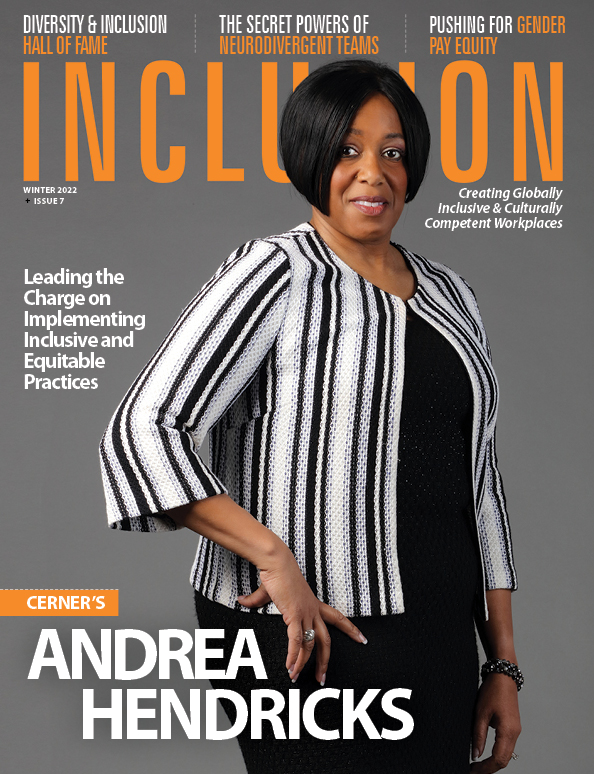 DIVERSITY & INCLUSION
HALL OF FAME
THE SECRET POWERS OF
NEURODIVERGENT TEAMS
PUSHING FOR GENDER
PAY EQUITY
INCLUSION
WINTER 2022
+ ISSUE 7
Creating Globally
Inclusive & Culturally
Competent Workplaces
Leading the
Charge on
Implementing
Inclusive and
Equitable
Practices
CERNER'S
ANDREA
HENDRICKS